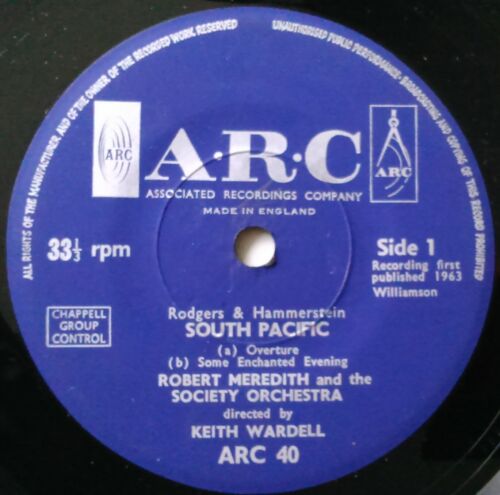 ALL RIGHTS OF THE MANUFACTURER AND OF THE OWNER OF THE RECORDED WORK RESERVED
UNAUTHORISED PUBLIC PERFORMANCE, BROADCASTING AND COPYING OF THIS RECORD PROHIBITED
ARC
A·R·C
ARC
ASSOCIATED RECORDINGS COMPANY
MADE IN ENGLAND
33⅓ rpm
Side 1
Recording first
published 1963
Williamson
CHAPPELL
GROUP
CONTROL
Rodgers & Hammerstein
SOUTH PACIFIC
(a) Overture
(b) Some Enchanted Evening
ROBERT MEREDITH and the
SOCIETY ORCHESTRA
directed by
KEITH WARDELL
ARC 40